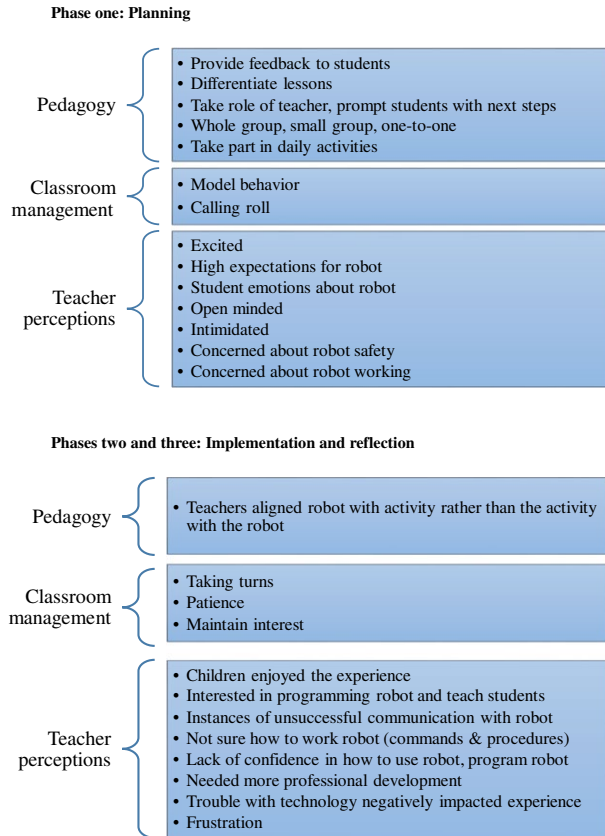 Phase one: Planning
Pedagogy
• Provide feedback to students
• Differentiate lessons
• Take role of teacher, prompt students with next steps
• Whole group, small group, one-to-one
• Take part in daily activities
Classroom
management
• Model behavior
• Calling roll
Teacher
perceptions
• Excited
• High expectations for robot
• Student emotions about robot
• Open minded
• Intimidated
• Concerned about robot safety
• Concerned about robot working
Phases two and three: Implementation and reflection
Pedagogy
• Teachers aligned robot with activity rather than the activity
with the robot
Classroom
management
• Taking turns
• Patience
• Maintain interest
Teacher
perceptions
• Children enjoyed the experience
• Interested in programming robot and teach students
• Instances of unsuccessful communication with robot
• Not sure how to work robot (commands & procedures)
• Lack of confidence in how to use robot, program robot
• Needed more professional development
• Trouble with technology negatively impacted experience
• Frustration